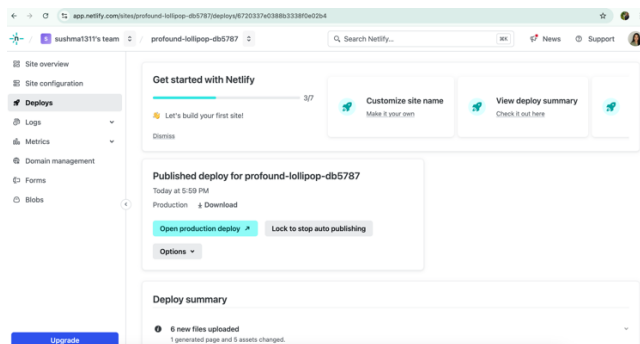 app.netlify.com/sites/profound-lollipop-db5787/deploys/6720337e0388b3338f0e02b4
s sushma1311's team / profound-lollipop-db5787
Search Netlify...
News
Support
Site overview
Site configuration
Deploys
Logs
Metrics
Domain management
Forms
Blobs
Upgrade
Get started with Netlify
3/7
👋 Let's build your first site!
Dismiss
Customize site name
Make it your own
View deploy summary
Check it out here
Published deploy for profound-lollipop-db5787
Today at 5:59 PM
Production Download
Open production deploy ↗ Lock to stop auto publishing
Options
Deploy summary
6 new files uploaded
1 generated page and 5 assets changed.